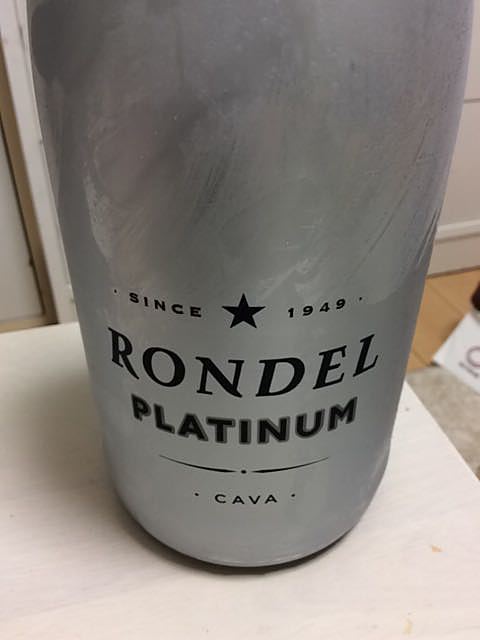 · SINCE ★ 1949 ·
RONDEL
PLATINUM
· CAVA ·